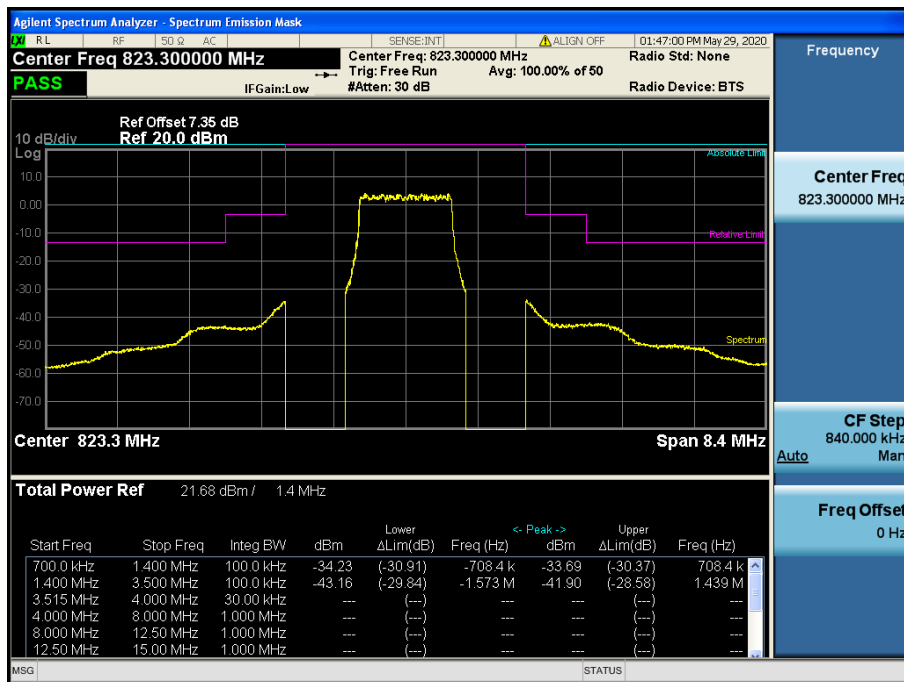 Agilent Spectrum Analyzer - Spectrum Emission Mask
LXI RL RF 50 Ω AC SENSE:INT ALIGN OFF 01:47:00 PM May 29, 2020
Center Freq 823.300000 MHz Center Freq: 823.300000 MHz Radio Std: None
Trig: Free Run Avg: 100.00% of 50
PASS IFGain:Low #Atten: 30 dB Radio Device: BTS
Ref Offset 7.35 dB
10 dB/div Ref 20.0 dBm
Log
Absolute Limit
10.0
0.00
-10.0
Relative Limit
-20.0
-30.0
-40.0
-50.0
Spectrum
-60.0
-70.0
Center 823.3 MHz Span 8.4 MHz
Total Power Ref 21.68 dBm / 1.4 MHz
Lower <- Peak -> Upper
Start Freq Stop Freq Integ BW dBm ΔLim(dB) Freq (Hz) dBm ΔLim(dB) Freq (Hz)
700.0 kHz 1.400 MHz 100.0 kHz -34.23 (-30.91) -708.4 k -33.69 (-30.37) 708.4 k
1.400 MHz 3.500 MHz 100.0 kHz -43.16 (-29.84) -1.573 M -41.90 (-28.58) 1.439 M
3.515 MHz 4.000 MHz 30.00 kHz --- (---) --- --- (---) ---
4.000 MHz 8.000 MHz 1.000 MHz --- (---) --- --- (---) ---
8.000 MHz 12.50 MHz 1.000 MHz --- (---) --- --- (---) ---
12.50 MHz 15.00 MHz 1.000 MHz --- (---) --- --- (---) ---
MSG STATUS
Frequency
Center Freq
823.300000 MHz
CF Step
840.000 kHz
Auto Man
Freq Offset
0 Hz